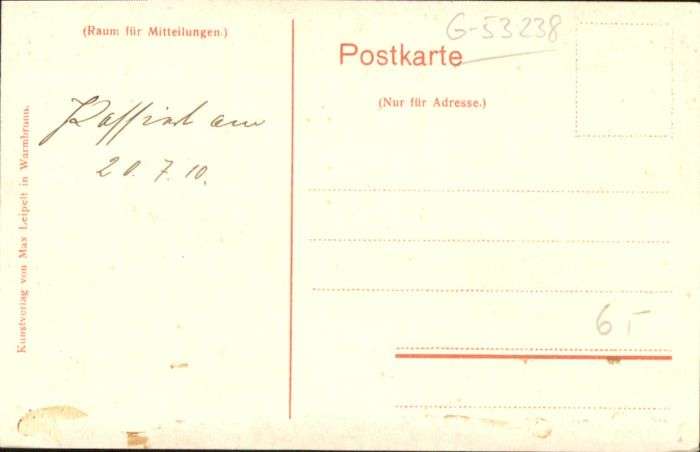 (Raum für Mitteilungen.)
Passirt am
20.7.10.
Kunstverlag von Max Leipelt in Warmbrunn.
G-53238
Postkarte
(Nur für Adresse.)
6,-